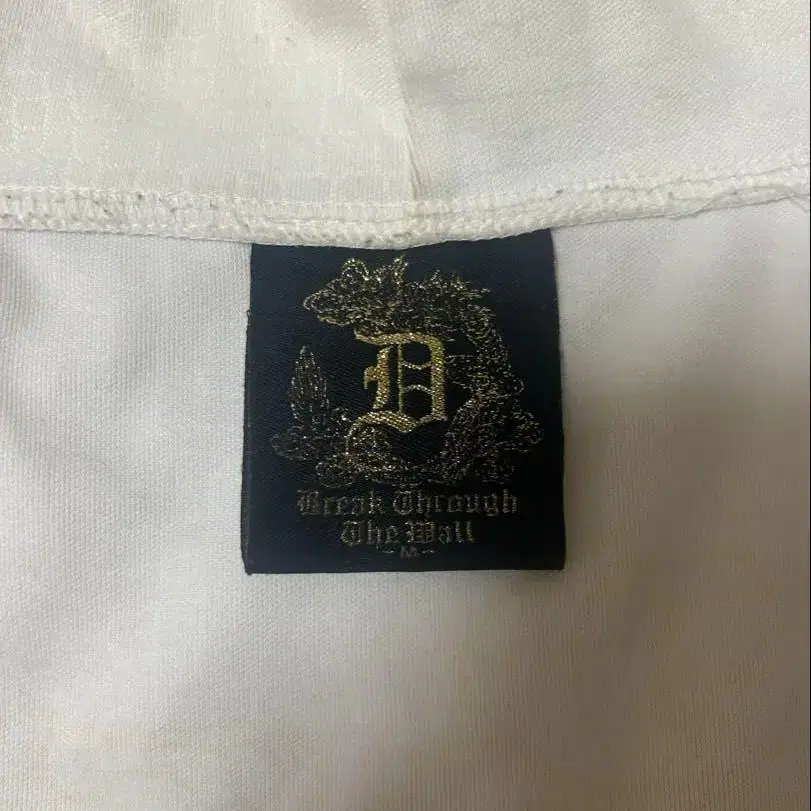 D
Break Through
The Wall
- M -